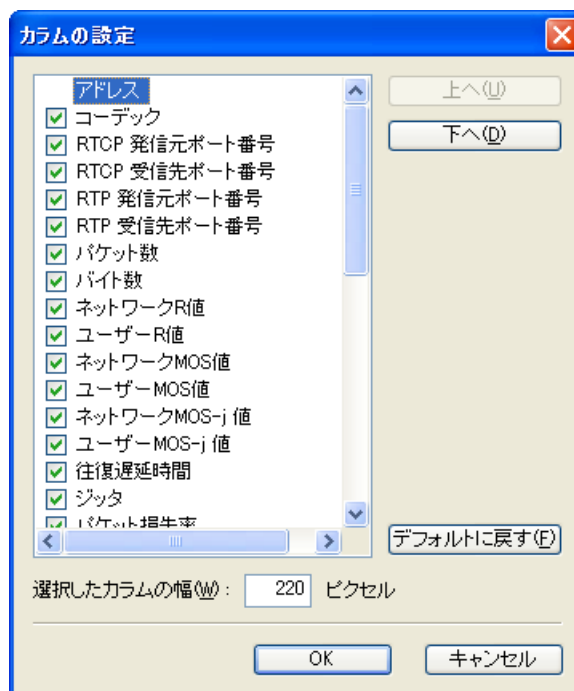 カラムの設定
アドレス
上へ(U)
コーデック
下へ(D)
RTCP 発信元ポート番号
RTCP 受信先ポート番号
RTP 発信元ポート番号
RTP 受信先ポート番号
パケット数
バイト数
ネットワークR値
ユーザーR値
ネットワークMOS値
ユーザーMOS値
ネットワークMOS-j 値
ユーザーMOS-j 値
往復遅延時間
ジッタ
パケット損失率
デフォルトに戻す(F)
選択したカラムの幅(W): 220 ピクセル
OK キャンセル